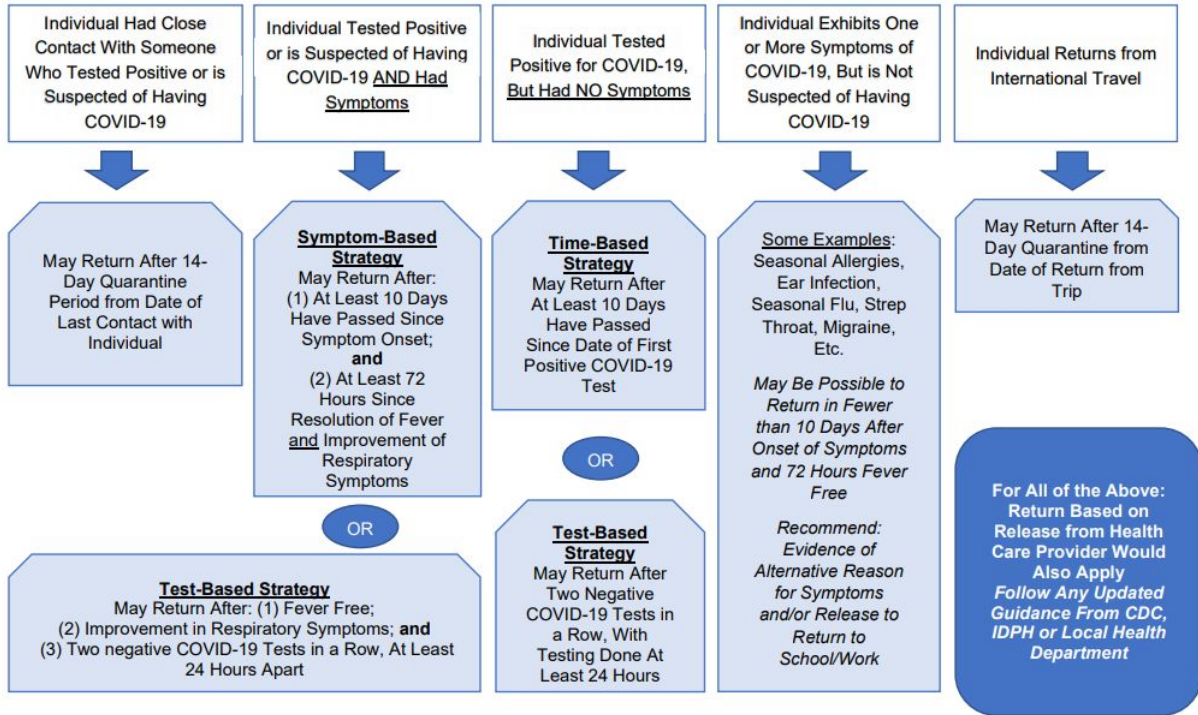 Individual Had Close
Contact With Someone
Who Tested Positive or is
Suspected of Having
COVID-19
Individual Tested Positive
or is Suspected of Having
COVID-19 AND Had
Symptoms
Individual Tested
Positive for COVID-19,
But Had NO Symptoms
Individual Exhibits One
or More Symptoms of
COVID-19, But is Not
Suspected of Having
COVID-19
Individual Returns from
International Travel
May Return After 14-
Day Quarantine
Period from Date of
Last Contact with
Individual
Symptom-Based
Strategy
May Return After:
(1) At Least 10 Days
Have Passed Since
Symptom Onset;
and
(2) At Least 72
Hours Since
Resolution of Fever
and Improvement of
Respiratory
Symptoms
OR
Test-Based Strategy
May Return After: (1) Fever Free;
(2) Improvement in Respiratory Symptoms; and
(3) Two negative COVID-19 Tests in a Row, At Least
24 Hours Apart
Time-Based
Strategy
May Return After
At Least 10 Days
Have Passed
Since Date of First
Positive COVID-19
Test
OR
Test-Based
Strategy
May Return After
Two Negative
COVID-19 Tests in
a Row, With
Testing Done At
Least 24 Hours
Some Examples:
Seasonal Allergies,
Ear Infection,
Seasonal Flu, Strep
Throat, Migraine,
Etc.
May Be Possible to
Return in Fewer
than 10 Days After
Onset of Symptoms
and 72 Hours Fever
Free
Recommend:
Evidence of
Alternative Reason
for Symptoms
and/or Release to
Return to
School/Work
May Return After 14-
Day Quarantine from
Date of Return from
Trip
For All of the Above:
Return Based on
Release from Health
Care Provider Would
Also Apply
Follow Any Updated
Guidance From CDC,
IDPH or Local Health
Department